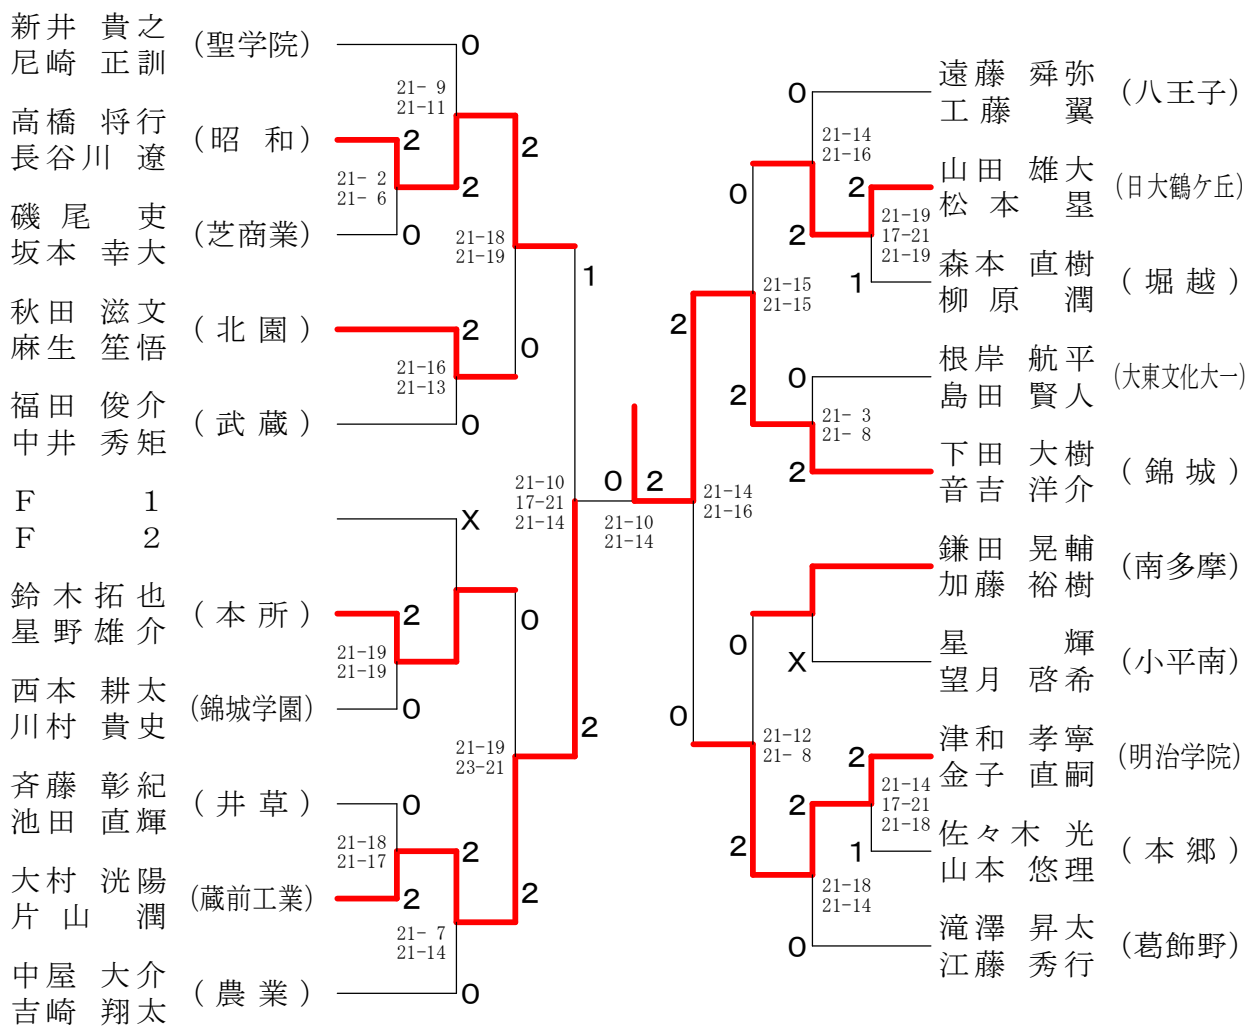 新井 貴之
尼崎 正訓
(聖学院)
0
21- 9
21-11
高橋 将行
長谷川 遼
(昭 和)
2
2
2
21- 2
21- 6
磯尾 吏
坂本 幸大
(芝商業)
0
21-18
21-19
1
秋田 滋文
麻生 笙悟
(北園)
2
0
21-16
21-13
福田 俊介
中井 秀矩
(武蔵)
0
F 1
F 2
X
21-10
17-21
21-14
0
2
21-10
21-14
鈴木拓也
星野雄介
(本所)
2
0
21-19
21-19
西本 耕太
川村 貴史
(錦城学園)
0
2
21-19
23-21
斉藤 彰紀
池田 直輝
(井草)
0
21-18
21-17
2
大村 洸陽
片山 潤
(蔵前工業)
2
2
21- 7
21-14
中屋 大介
吉崎 翔太
(農業)
0
遠藤 舜弥
工藤 翼
(八王子)
0
21-14
21-16
山田 雄大
松本 塁
(日大鶴ケ丘)
2
0
2
21-19
17-21
21-19
森本 直樹
柳原 潤
(堀越)
1
21-15
21-15
2
根岸 航平
島田 賢人
(大東文化大一)
0
2
21- 3
21- 8
下田 大樹
音吉 洋介
(錦城)
2
21-14
21-16
鎌田 晃輔
加藤 裕樹
(南多摩)
0
星 輝
望月 啓希
(小平南)
X
0
21-12
21- 8
津和 孝寧
金子 直嗣
(明治学院)
2
2
21-14
17-21
21-18
佐々木 光
山本 悠理
(本郷)
1
2
21-18
21-14
滝澤 昇太
江藤 秀行
(葛飾野)
0